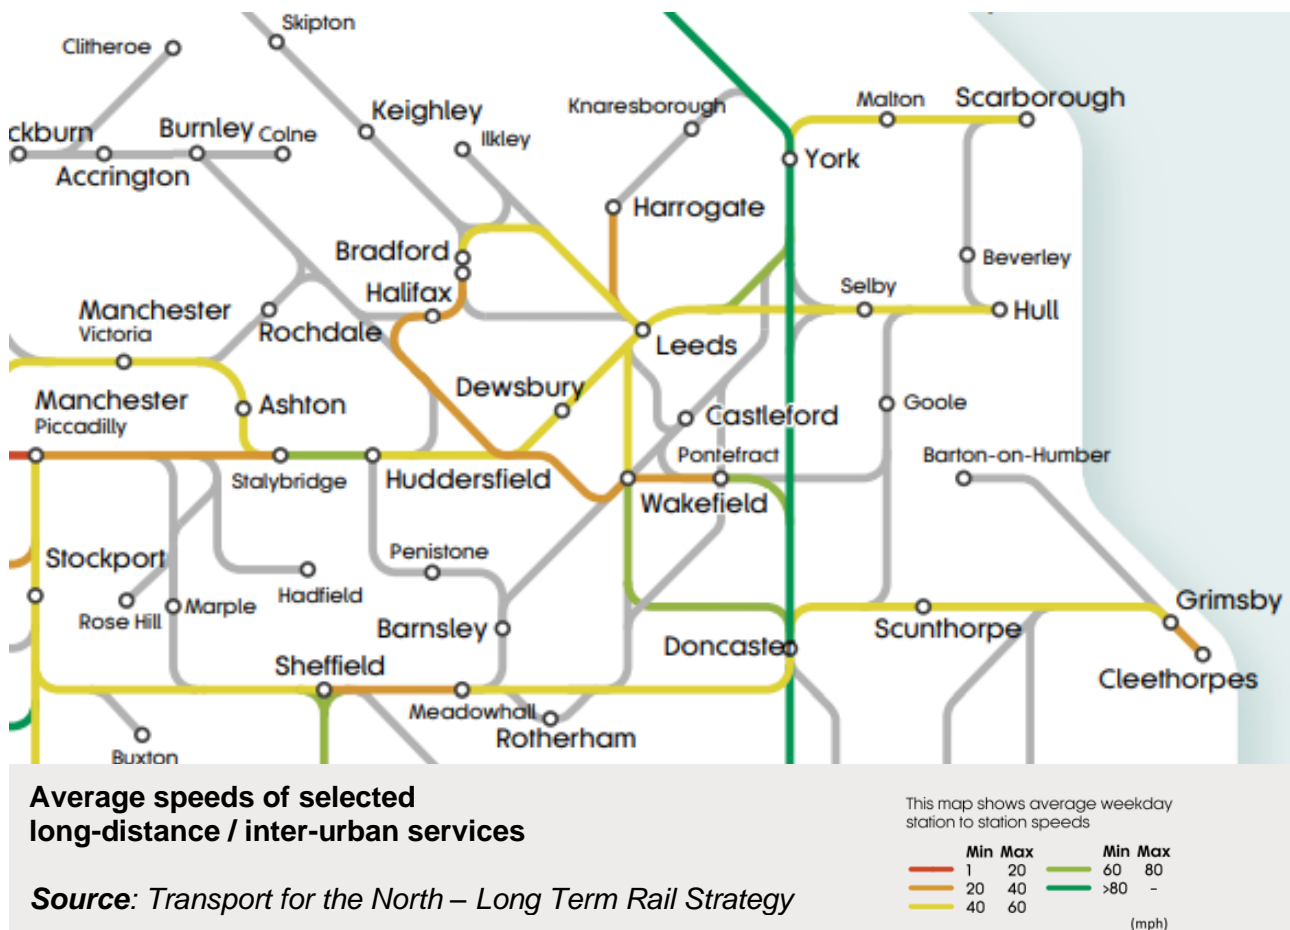 Skipton
Clitheroe
Keighley
Knaresborough
Malton
Scarborough
ckburn
Burnley
Colne
Ilkley
York
Accrington
Harrogate
Bradford
Beverley
Halifax
Selby
Manchester
Victoria
Rochdale
Hull
Leeds
Dewsbury
Manchester
Piccadilly
Ashton
Castleford
Goole
Pontefract
Barton-on-Humber
Stalybridge
Huddersfield
Wakefield
Stockport
Penistone
Hadfield
Rose Hill
Marple
Barnsley
Grimsby
Scunthorpe
Doncaste
Sheffield
Cleethorpes
Meadowhall
Rotherham
Buxton
Average speeds of selected
long-distance / inter-urban services
Source: Transport for the North – Long Term Rail Strategy
This map shows average weekday
station to station speeds
Min Max Min Max
1 20 60 80
20 40 >80 -
40 60
(mph)